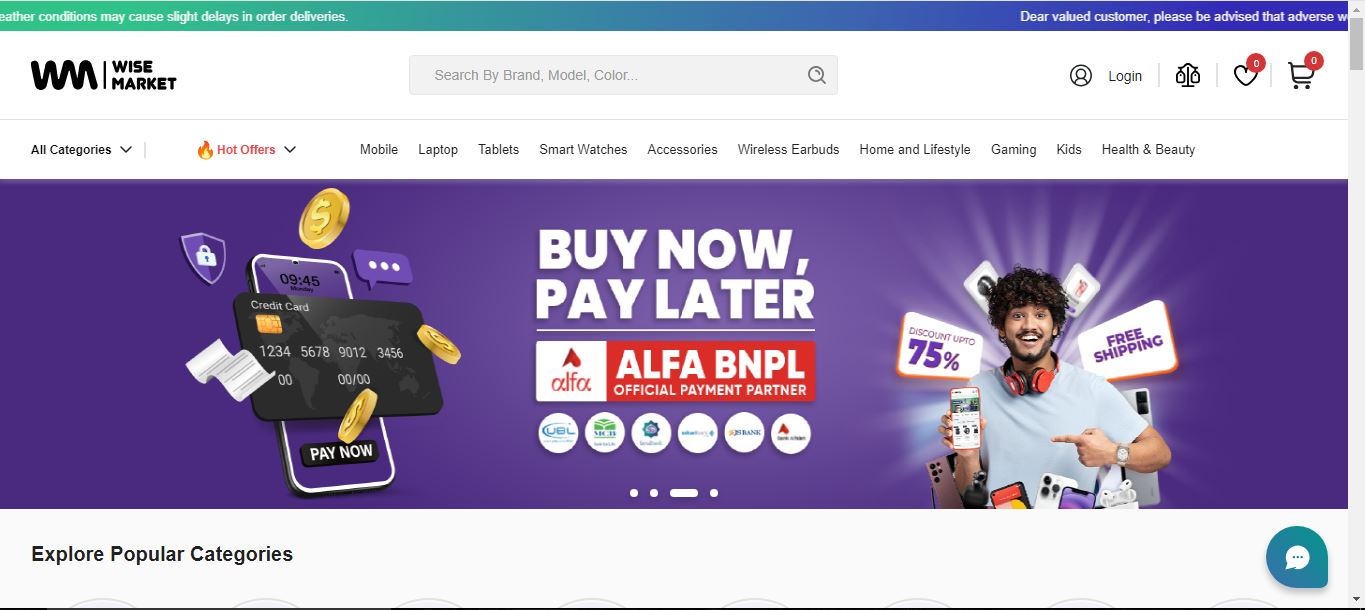 eather conditions may cause slight delays in order deliveries.
Dear valued customer, please be advised that adverse w
WM
WISE
MARKET
Search By Brand, Model, Color...
Login
0
0
All Categories
Hot Offers
Mobile
Laptop
Tablets
Smart Watches
Accessories
Wireless Earbuds
Home and Lifestyle
Gaming
Kids
Health & Beauty
09:45
Monday
Credit Card
1234 5678 9012 3456
00 00/00
PAY NOW
BUY NOW,
PAY LATER
alfa
ALFA BNPL
OFFICIAL PAYMENT PARTNER
UBL
MCB
JS BANK
Bank Alfalah
DISCOUNT UPTO
75%
FREE
SHIPPING
Explore Popular Categories